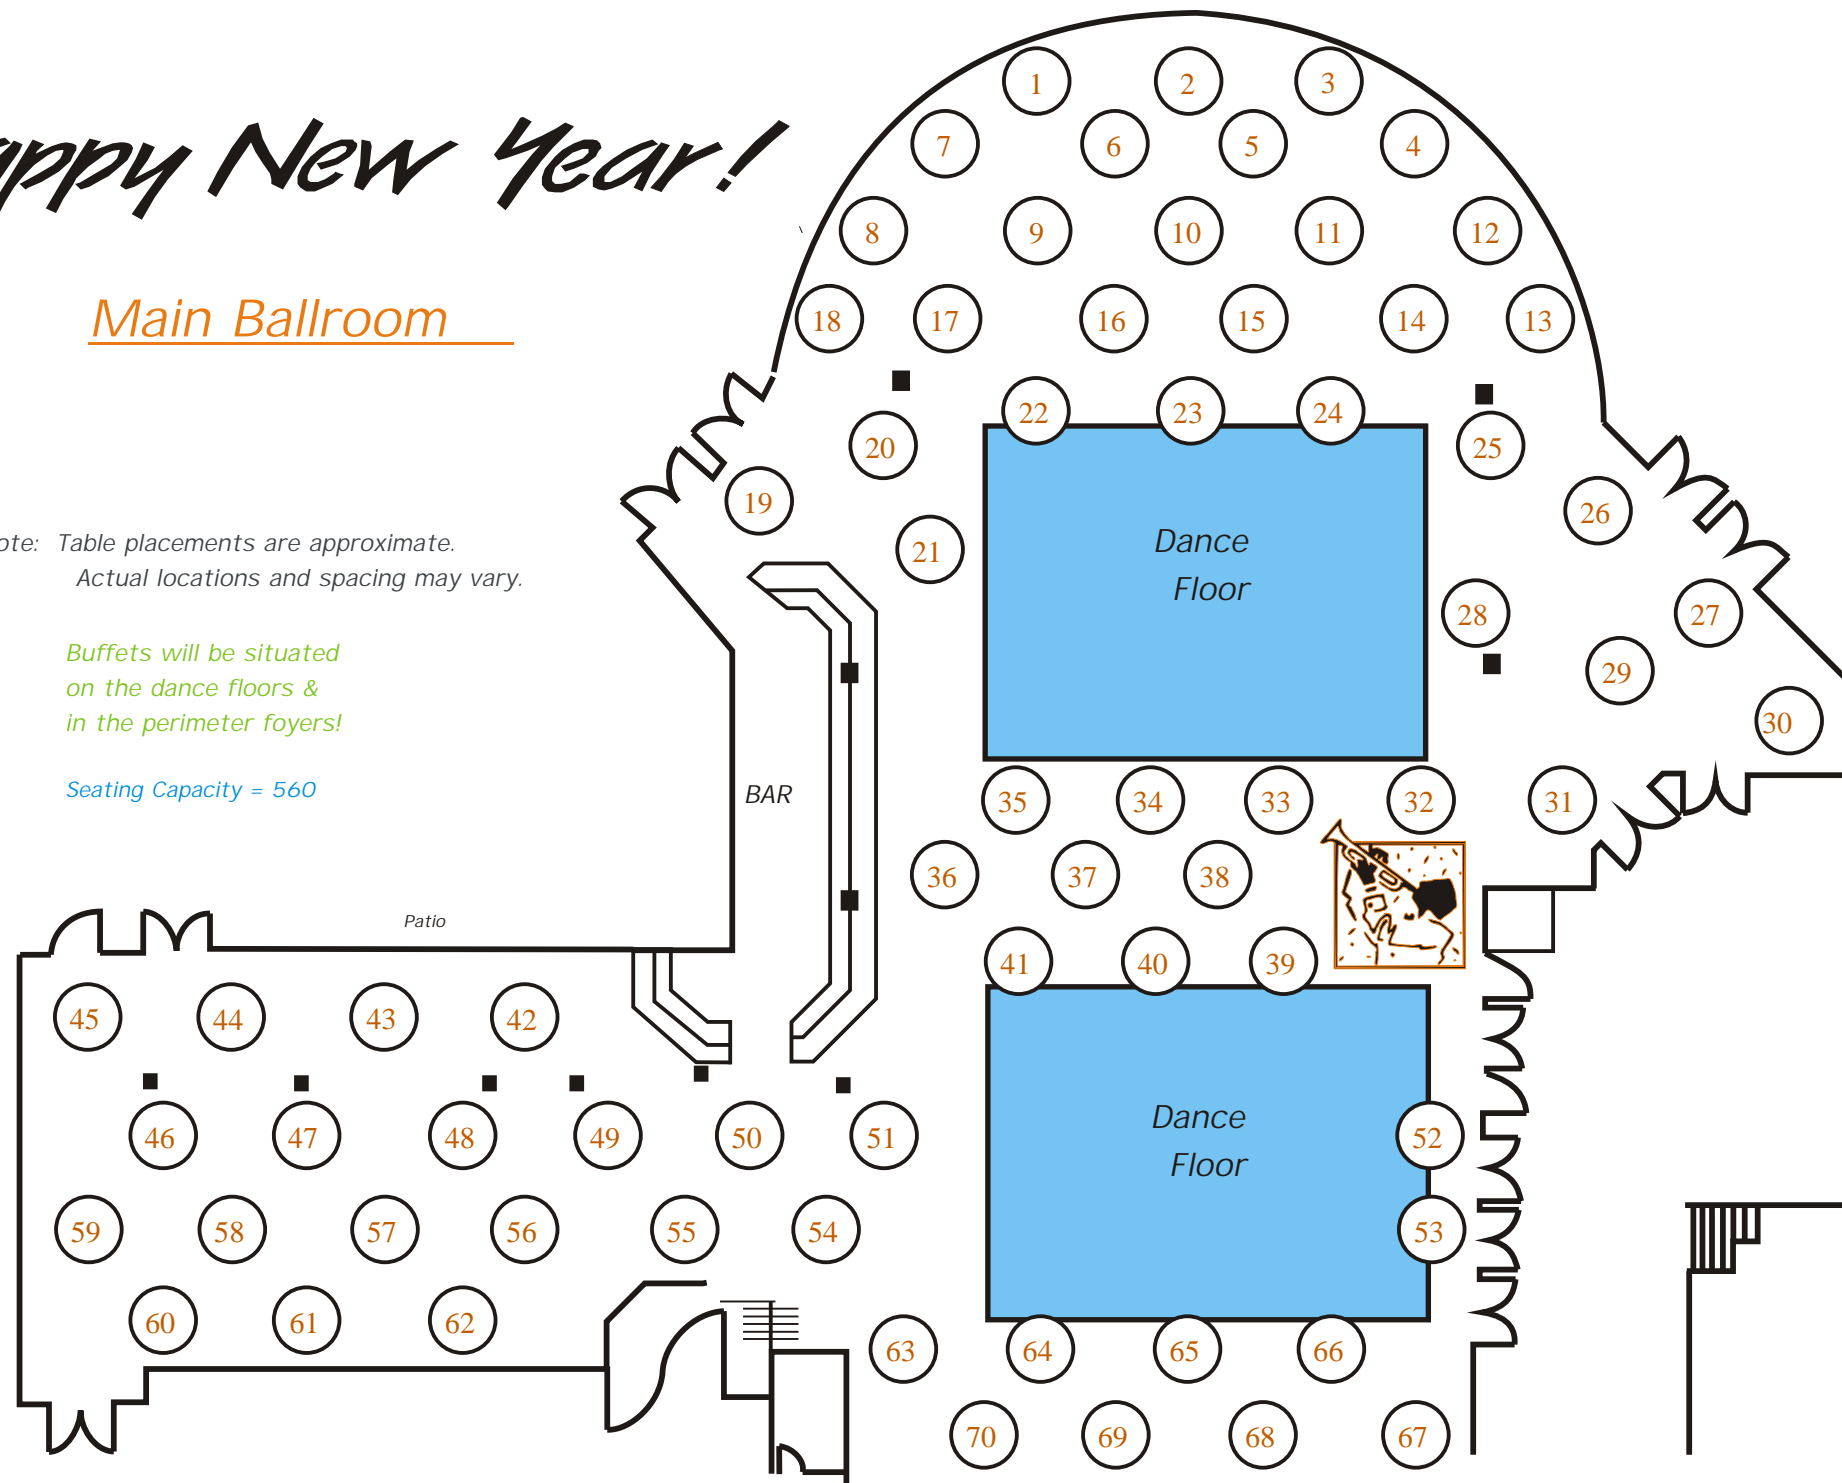 appy New Year!
Main Ballroom
ote: Table placements are approximate.
Actual locations and spacing may vary.
Buffets will be situated
on the dance floors &
in the perimeter foyers!
Seating Capacity = 560
1 2 3
7 6 5 4
8 9 10 11 12
18 17 16 15 14 13
22 23 24
20 25
19 26
21
Dance
Floor
28 27
29
30
BAR
35 34 33 32 31
36 37 38
Patio
41 40 39
45 44 43 42
Dance
Floor
46 47 48 49 50 51 52
59 58 57 56 55 54 53
60 61 62
63 64 65 66
70 69 68 67